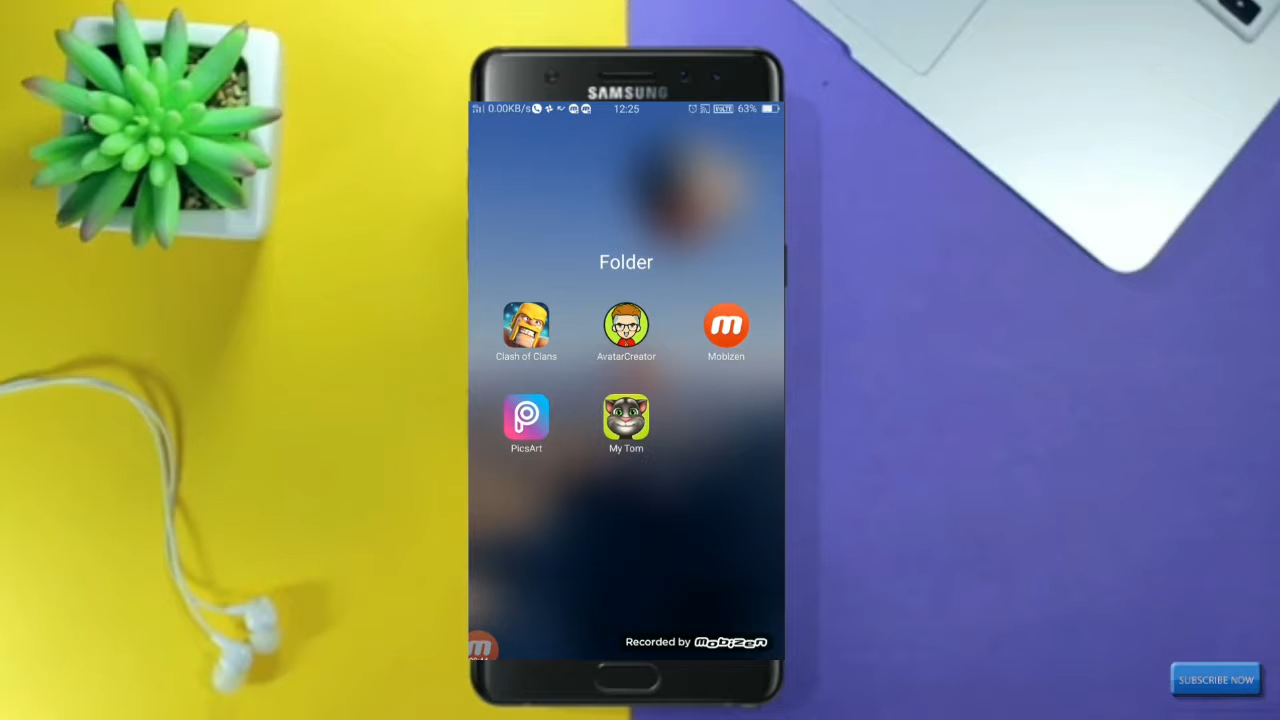 SAMSUNG
0.00KB/s 12:25 VoLTE 63%
Folder
Clash of Clans AvatarCreator Mobizen
PicsArt My Tom
Recorded by mobizen
SUBSCRIBE NOW